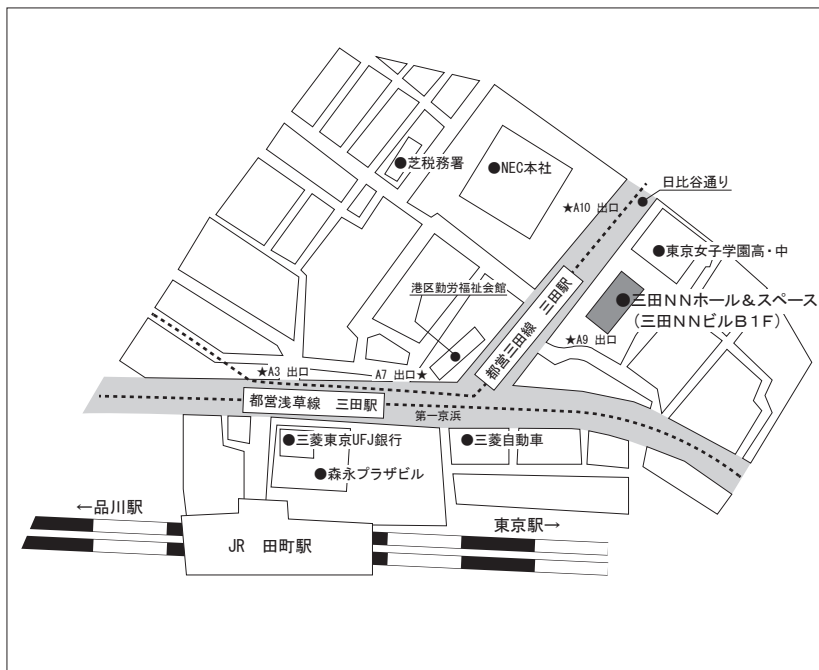 ●芝税務署
●NEC本社
日比谷通り
★A10 出口
●東京女子学園高・中
港区勤労福祉会館
都営三田線　三田駅
●三田NNホール&スペース
(三田NNビルB1F)
★A9 出口
★A3 出口
A7 出口★
都営浅草線　三田駅
第一京浜
●三菱東京UFJ銀行
●三菱自動車
●森永プラザビル
←品川駅
東京駅→
JR　田町駅